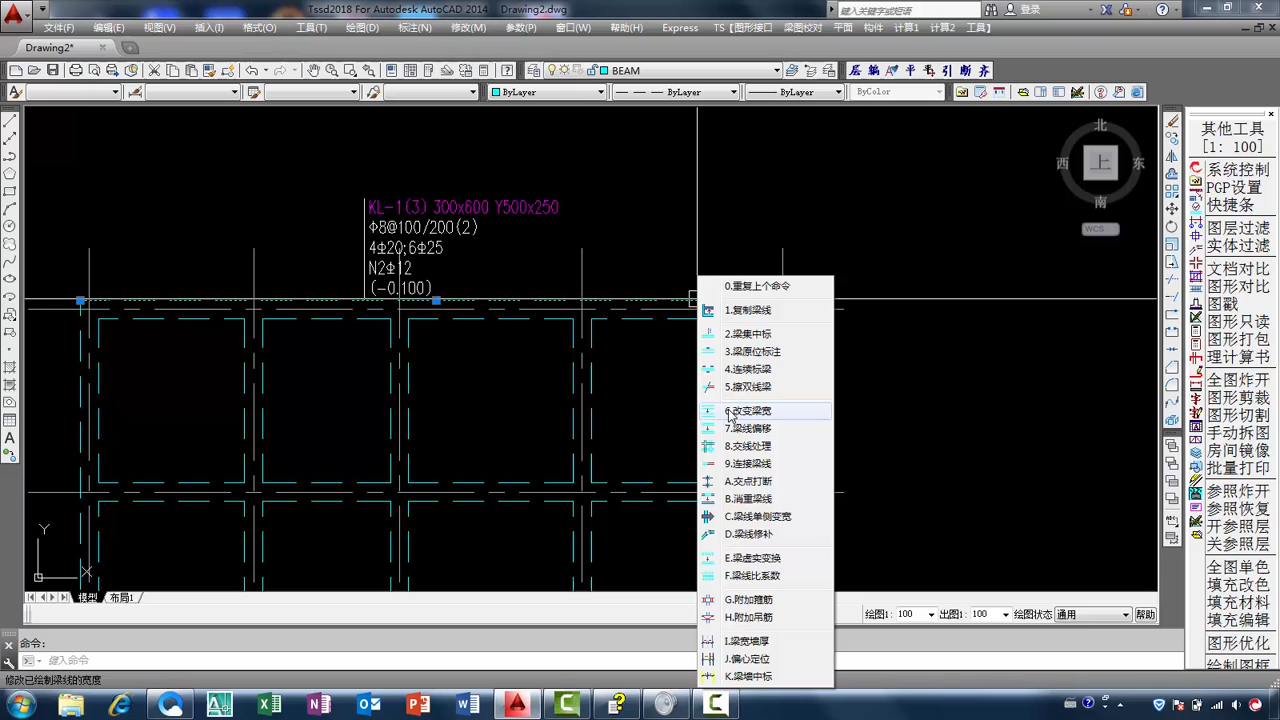 Tssd2018 For Autodesk AutoCAD 2014    Drawing2.dwg
键入关键字或短语
登录
文件(F) 编辑(E) 视图(V) 插入(I) 格式(O) 工具(T) 绘图(D) 标注(N) 修改(M) 参数(P) 窗口(W) 帮助(H) Express TS【图形接口 梁图校对 平面 构件 计算1 计算2 工具】
Drawing2*
BEAM
ByLayer ByLayer ByLayer ByColor
北
西 上 东
南
WCS
KL-1(3) 300x600 Y500x250
Φ8@100/200(2)
4Φ20;6Φ25
N2Φ12
(-0.100)
0.重复上个命令
1.复制梁线
2.梁集中标
3.梁原位标注
4.连续标梁
5.擦双线梁
6.改变梁宽
7.梁线偏移
8.交线处理
9.连接梁线
A.交点打断
B.消重梁线
C.梁线单侧变宽
D.梁线修补
E.梁虚实变换
F.梁线比系数
G.附加箍筋
H.附加吊筋
I.梁宽墙厚
J.偏心定位
K.梁墙中标
其他工具
[1: 100]
系统控制
PGP设置
快捷条
图层过滤
实体过滤
文档对比
图形对比
图戳
图形只读
图形打包
理计算书
全图炸开
图形剪裁
图形切割
手动拆图
房间镜像
批量打印
参照炸开
参照恢复
开参照层
关参照层
全图单色
填充改色
填充材料
填充编辑
图形优化
绘制图框
Y
X
模型 布局1
绘图1: 100 出图1: 100 绘图状态 通用 帮助
命令:
键入命令
修改已绘制梁线的宽度